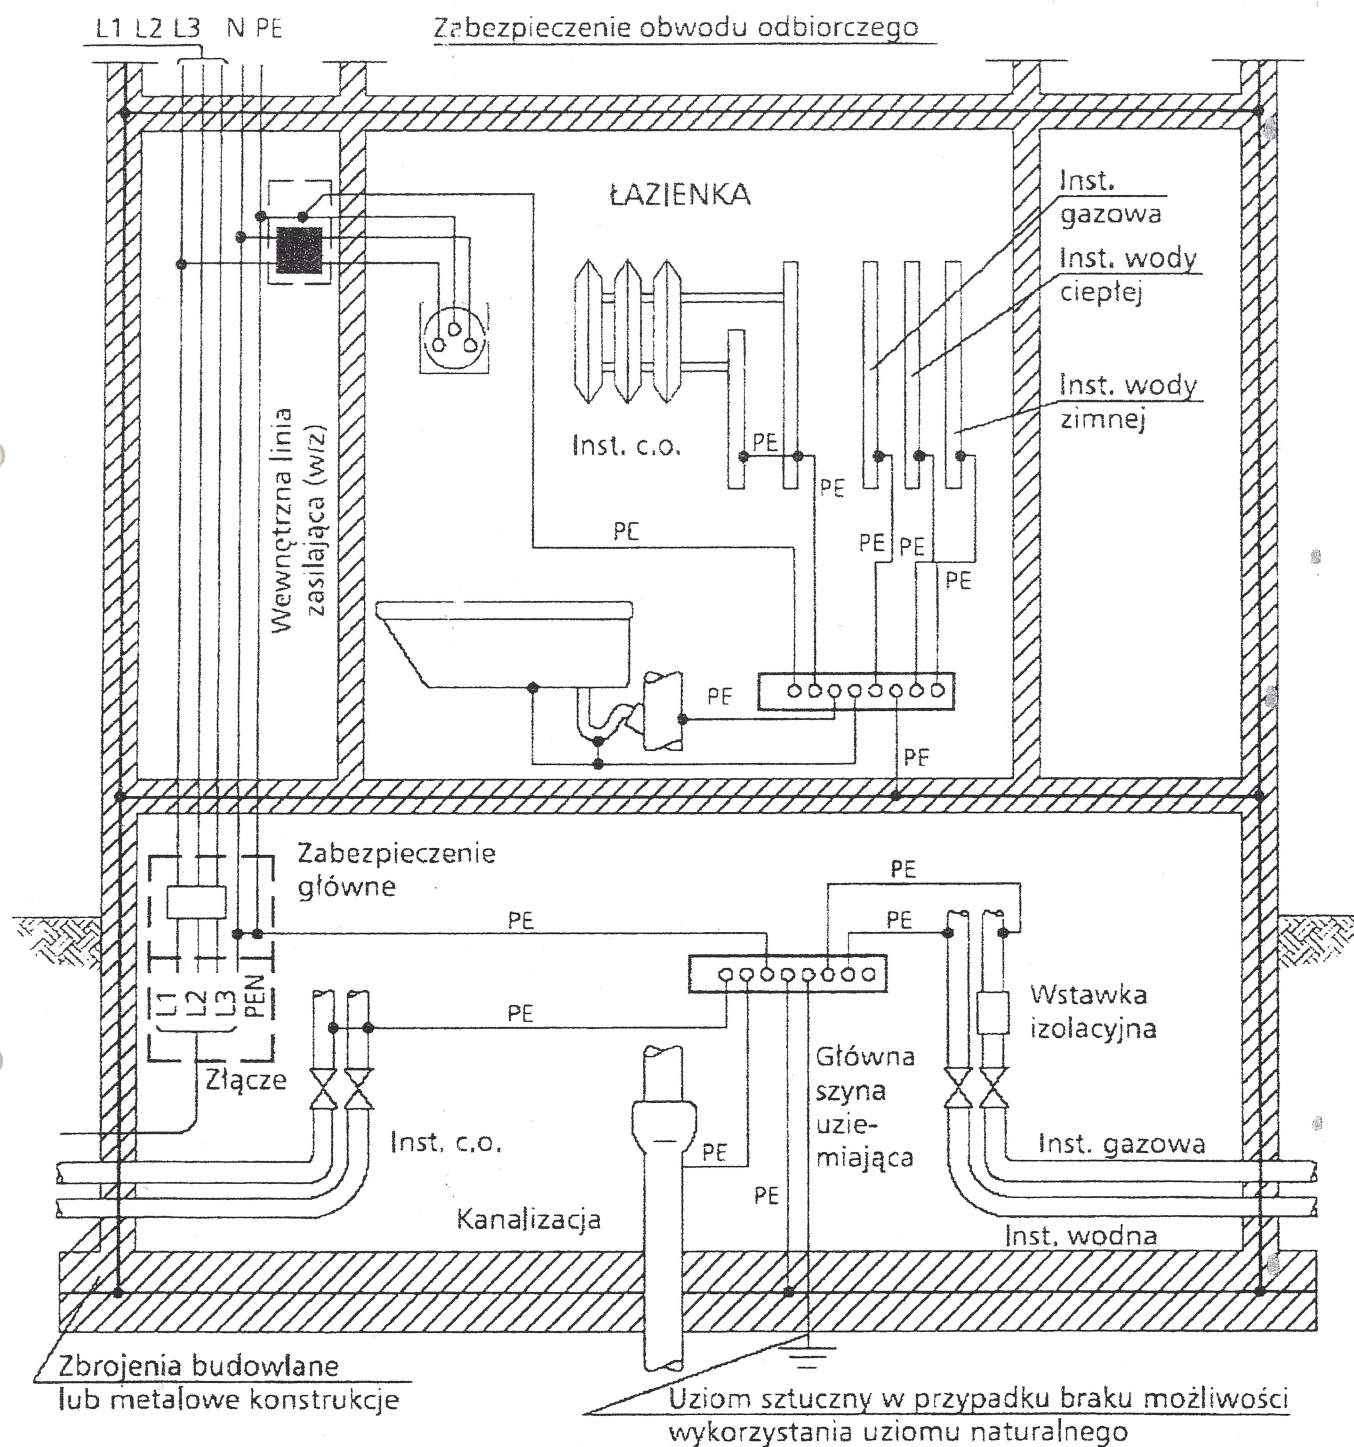 L1 L2 L3 N PE
Zabezpieczenie obwodu odbiorczego
ŁAZIENKA
Inst.
gazowa
Inst. wody
ciepłej
Inst. wody
zimnej
Inst. c.o.
PE
PE
PE
PE
PE
PE
Wewnętrzna linia
zasilająca (wlz)
PE
PE
Zabezpieczenie
główne
PE
PE
PE
L1
L2
L3
PEN
Złącze
PE
Wstawka
izolacyjna
Główna
szyna
uzie-
miająca
Inst. c.o.
PE
PE
Inst. gazowa
Kanalizacja
Inst. wodna
Zbrojenia budowlane
lub metalowe konstrukcje
Uziom sztuczny w przypadku braku możliwości
wykorzystania uziomu naturalnego